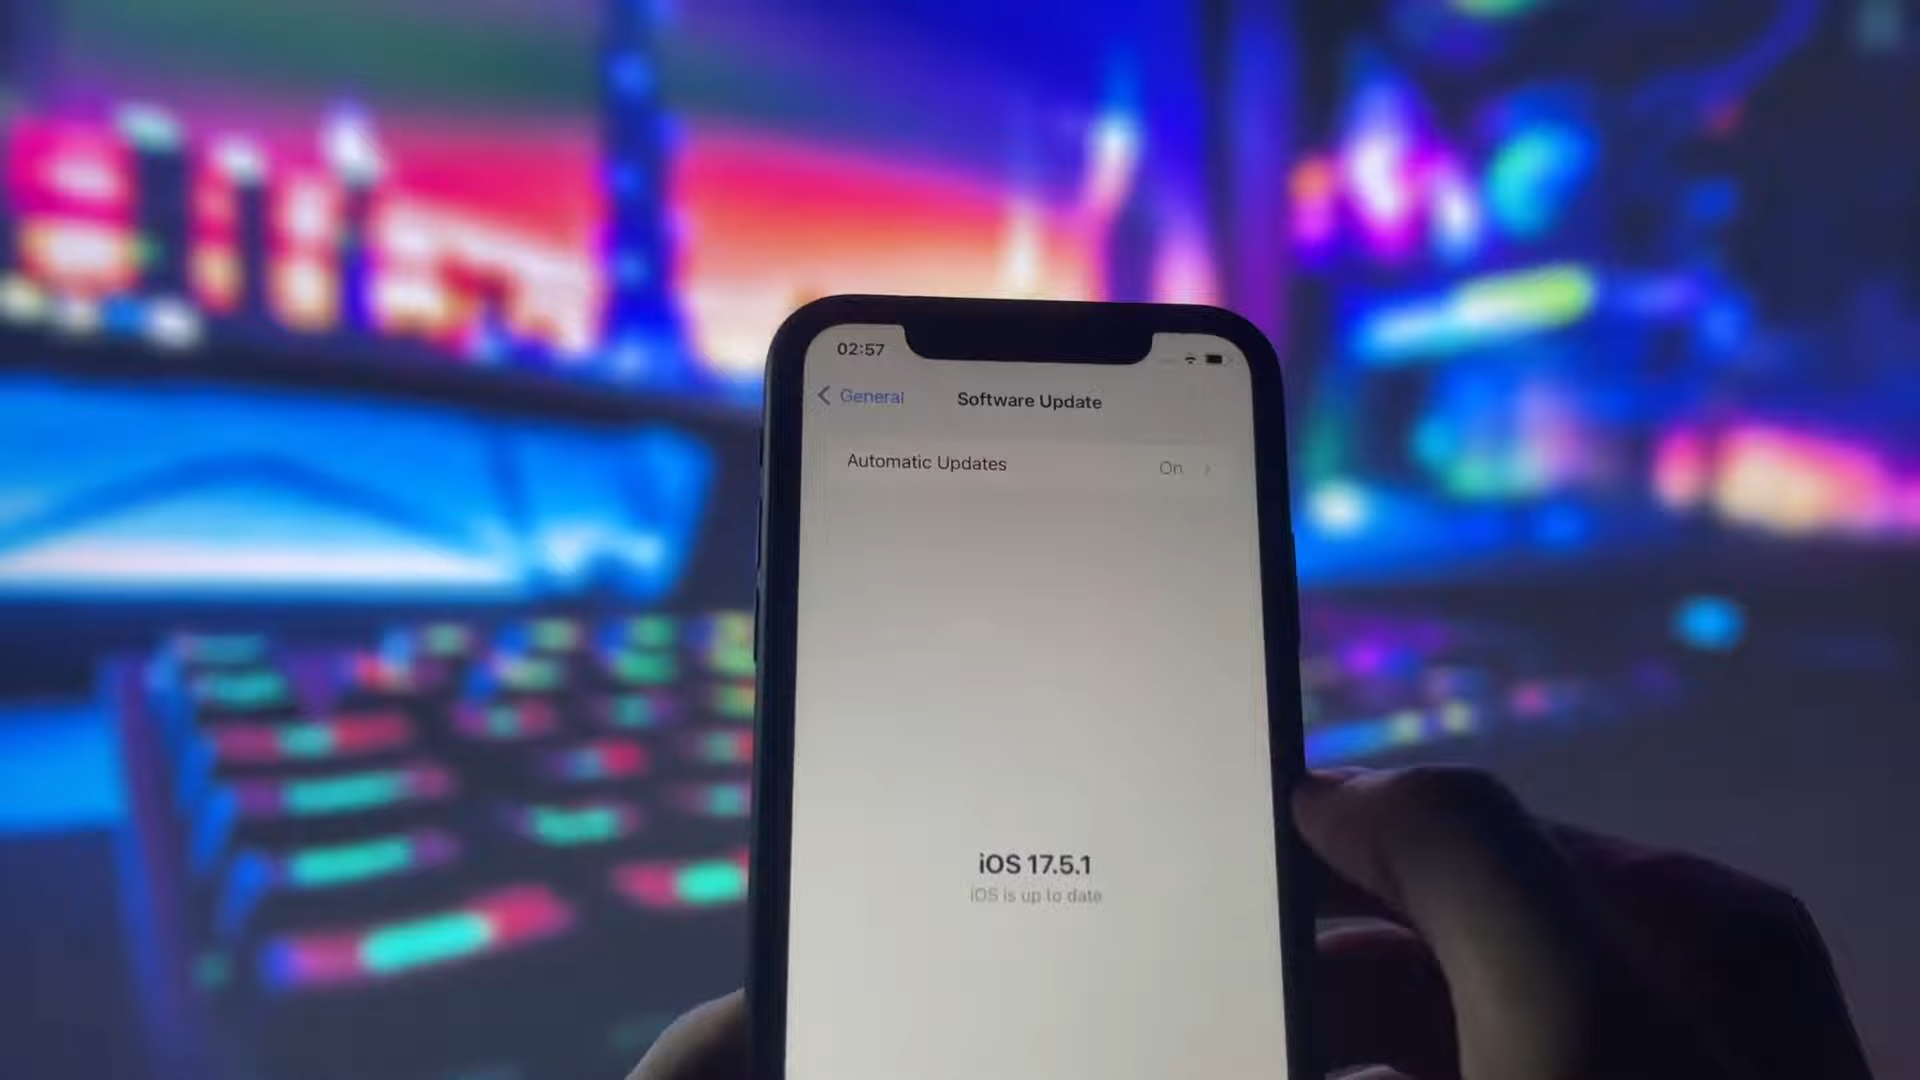 02:57
General
Software Update
Automatic Updates
On
iOS 17.5.1
iOS is up to date